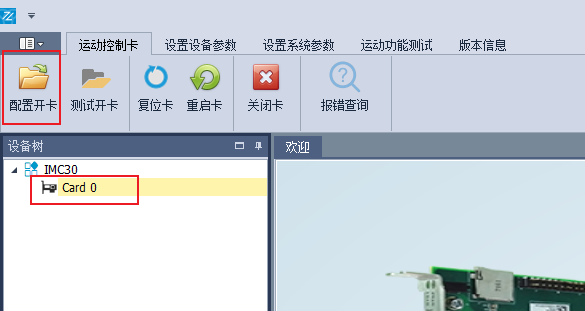 运动控制卡 设置设备参数 设置系统参数 运动功能测试 版本信息
配置开卡 测试开卡 复位卡 重启卡 关闭卡 报错查询
设备树 欢迎
IMC30
Card 0